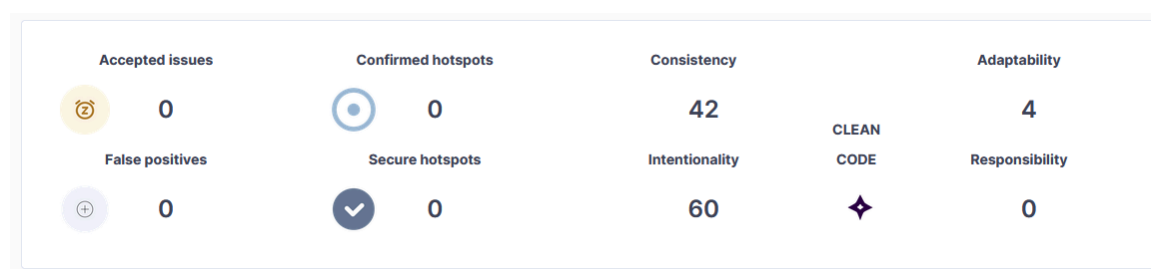 Accepted issues
Confirmed hotspots
Consistency
Adaptability
0
0
42
4
CLEAN
CODE
False positives
Secure hotspots
Intentionality
Responsibility
0
0
60
0